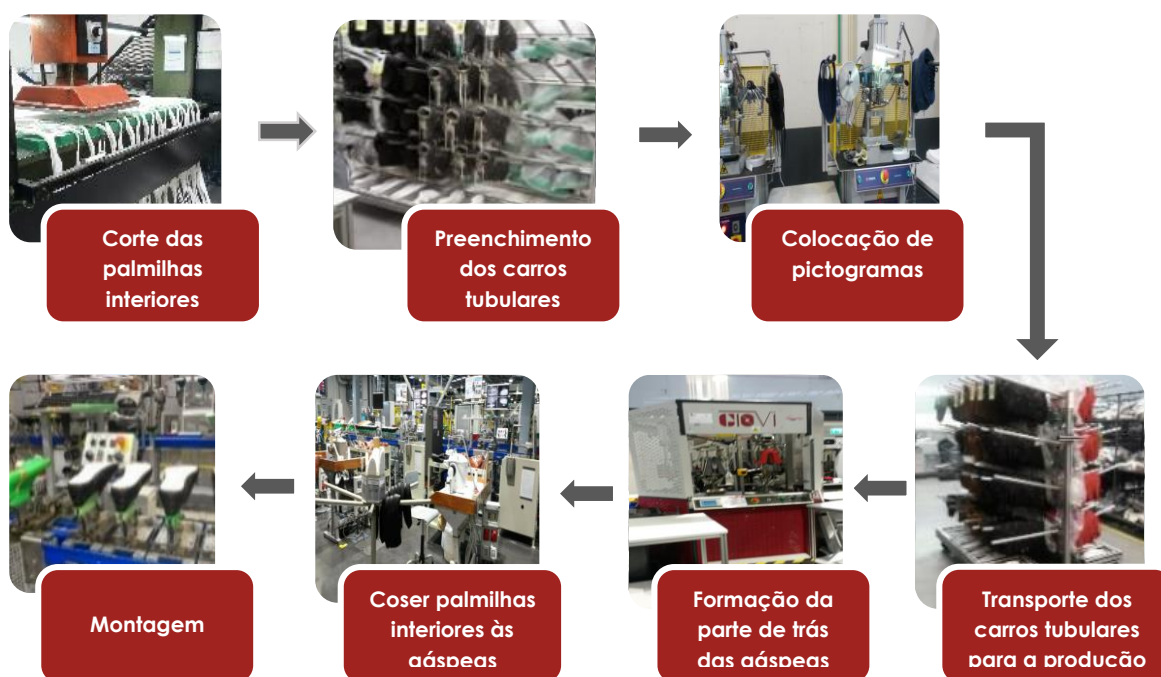 Corte das
palmilhas
interiores
Preenchimento
dos carros
tubulares
Colocação de
pictogramas
Montagem
Coser palmilhas
interiores às
gáspeas
Formação da
parte de trás
das gáspeas
Transporte dos
carros tubulares
para a produção